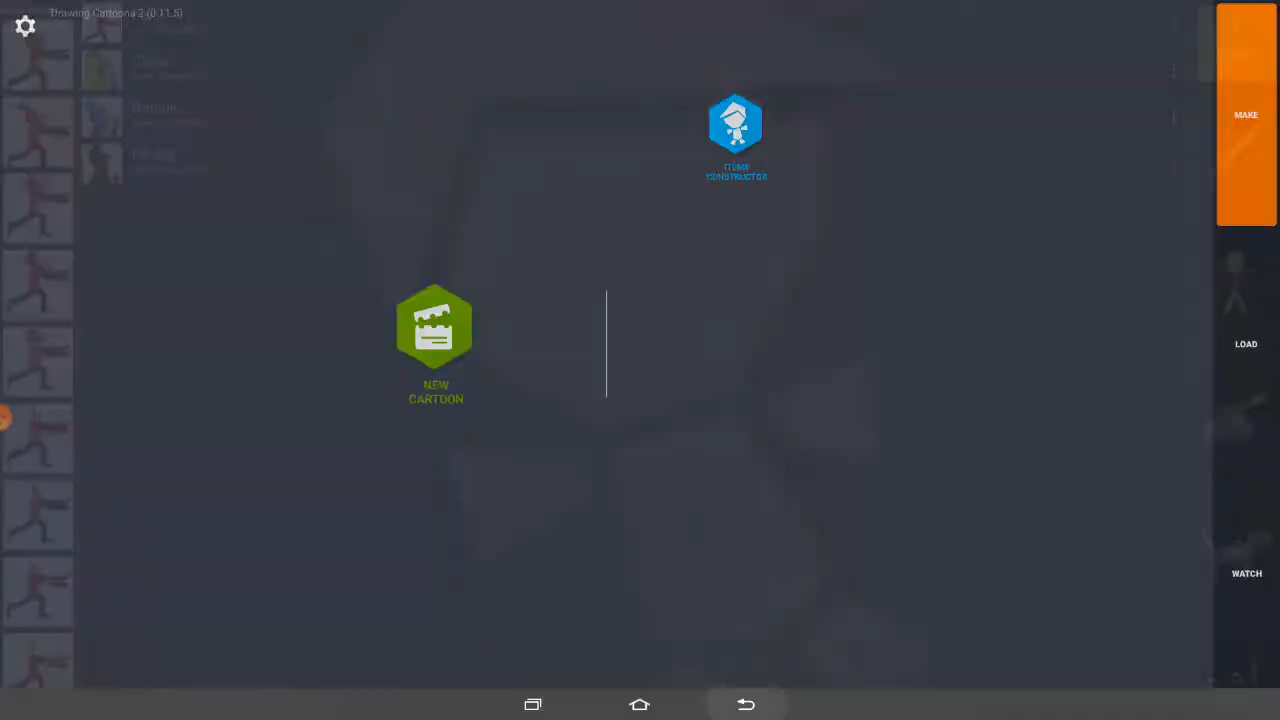 Drawing Cartoons 2 (0.11.5)
MAKE
ITEMS
CONSTRUCTOR
LOAD
NEW
CARTOON
WATCH